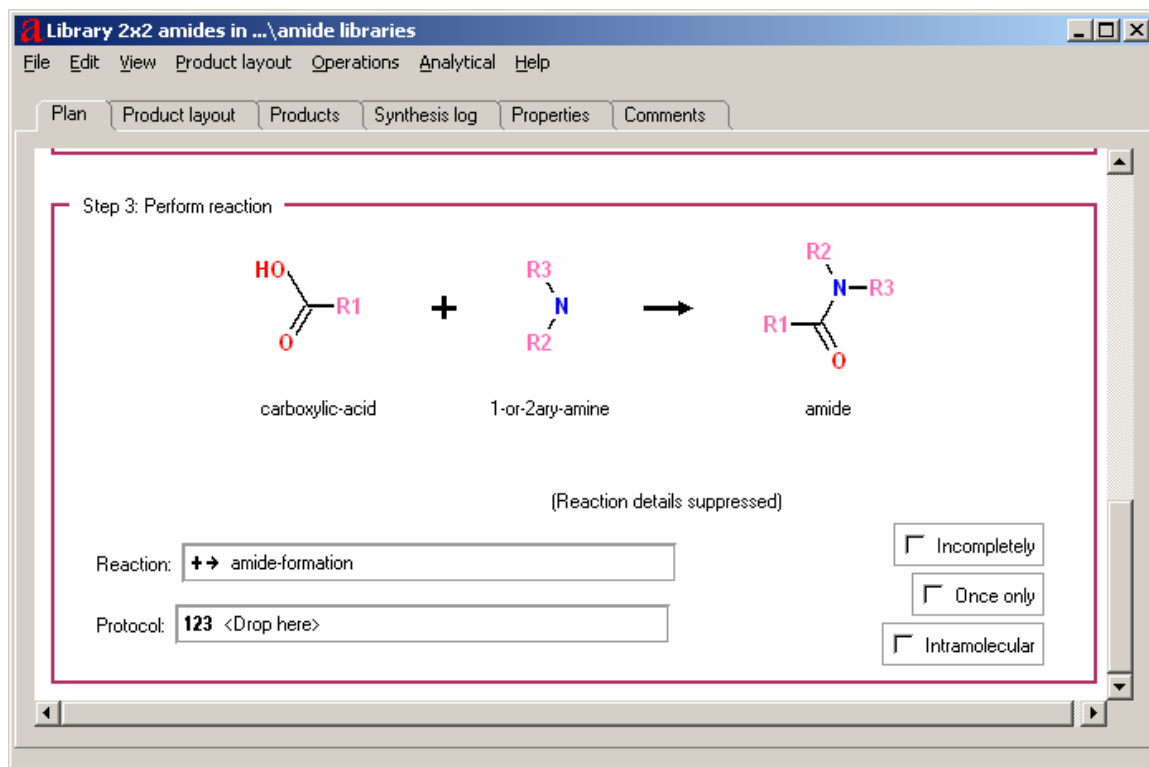 Library 2x2 amides in ...\amide libraries
File Edit View Product layout Operations Analytical Help
Plan Product layout Products Synthesis log Properties Comments
Step 3: Perform reaction
HO
R1
O
+
R3
N
R2
R2
N
R3
R1
O
carboxylic-acid 1-or-2ary-amine amide
(Reaction details suppressed)
Reaction: +→ amide-formation
Protocol: 123 <Drop here>
Incompletely
Once only
Intramolecular